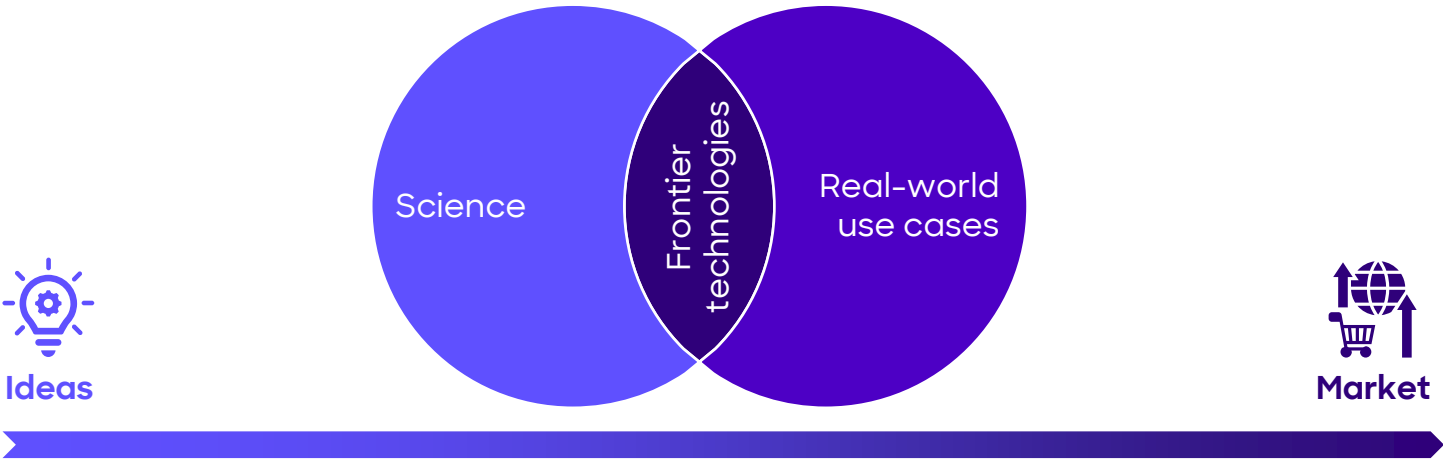 Science
Frontier
technologies
Real-world
use cases
Ideas
Market